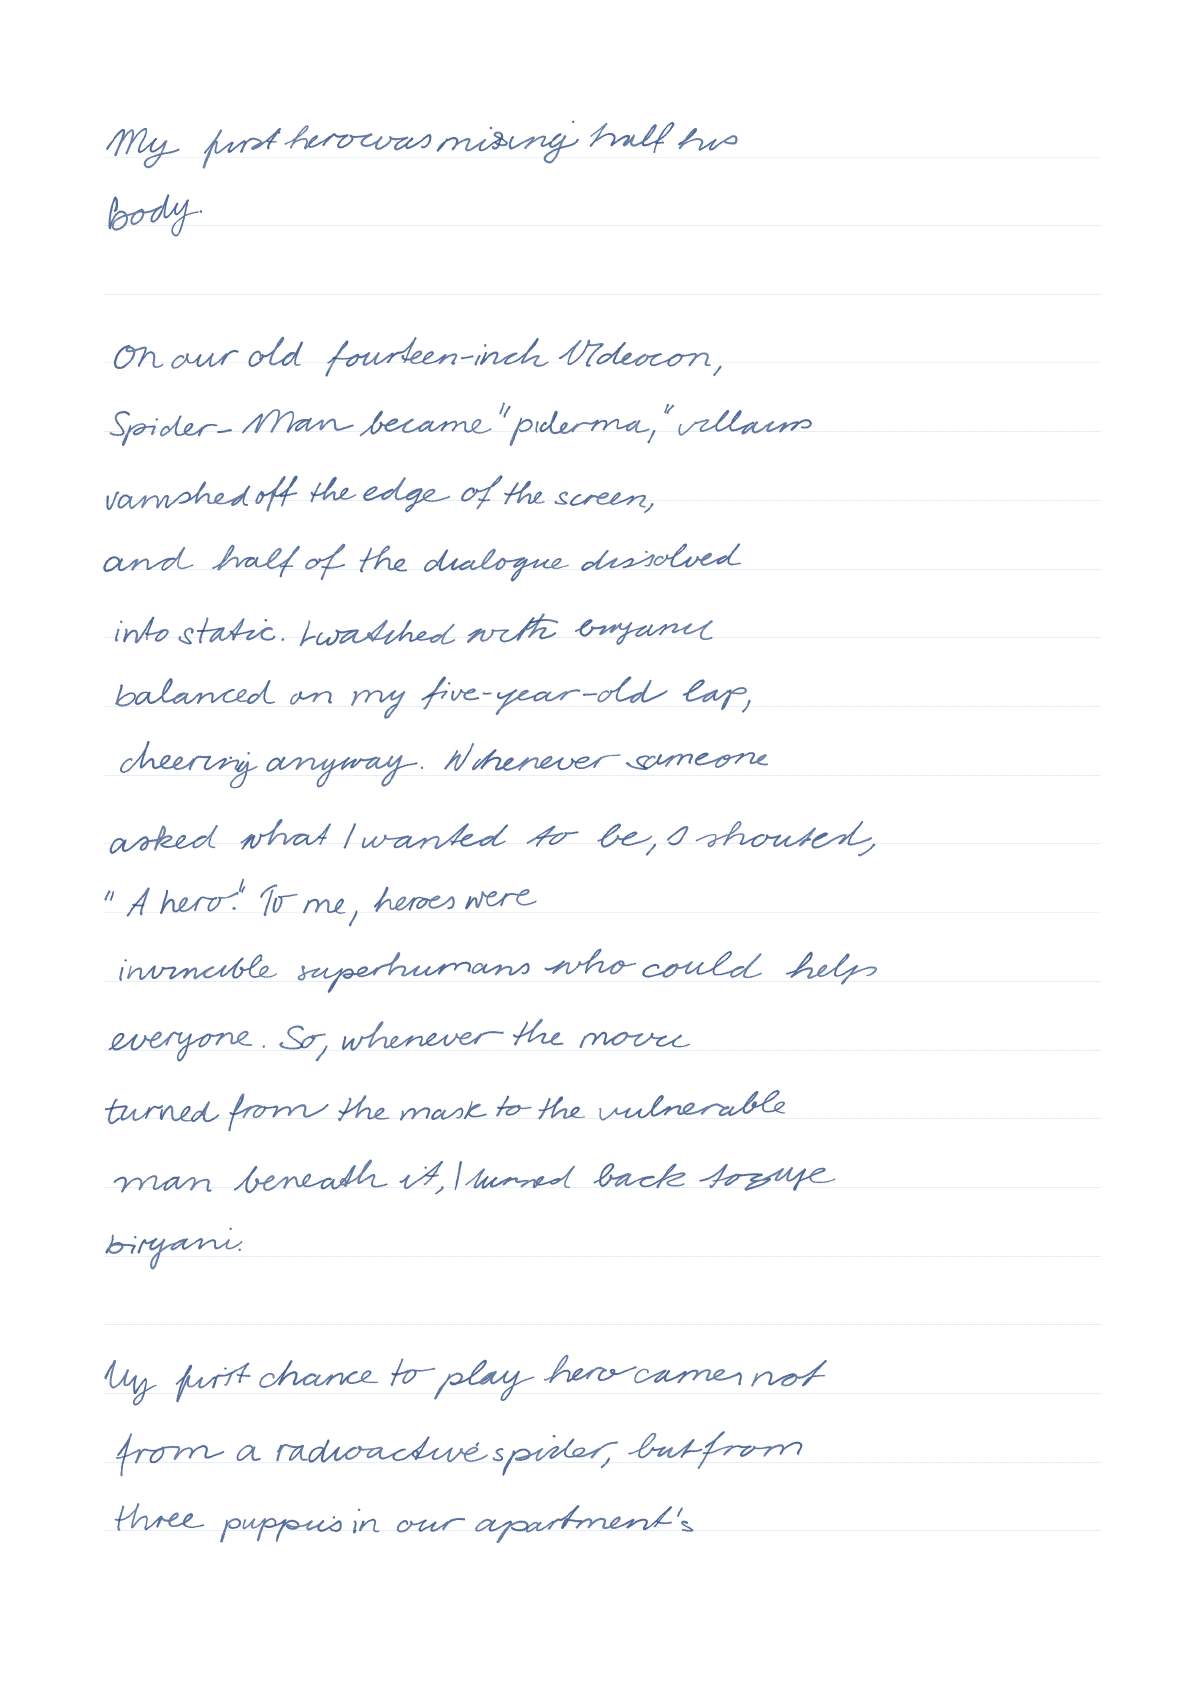 My first hero was missing half his
Body.
On our old fourteen-inch Videocon,
Spider-Man became "piderma," villains
vanished off the edge of the screen,
and half of the dialogue dissolved
into static. I watched with biryani
balanced on my five-year-old lap,
cheering anyway. Whenever someone
asked what I wanted to be, I shouted,
"A hero." To me, heroes were
invincible superhumans who could help
everyone. So, whenever the movie
turned from the mask to the vulnerable
man beneath it, I turned back to my
biryani.
My first chance to play hero came, not
from a radioactive spider, but from
three puppies in our apartment's